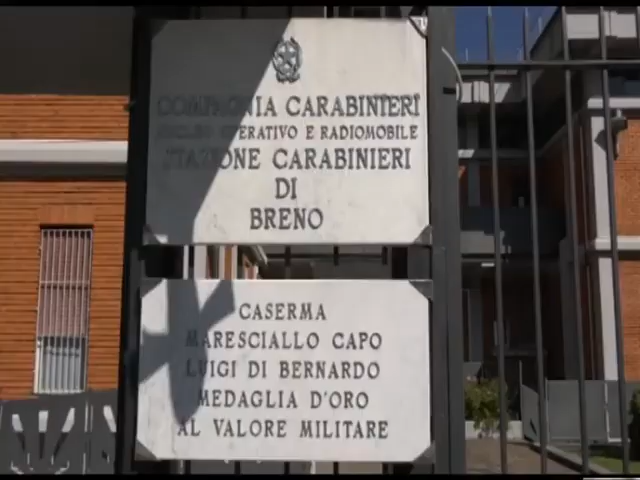 COMPAGNIA CARABINIERI
NUCLEO OPERATIVO E RADIOMOBILE
STAZIONE CARABINIERI
DI
BRENO
CASERMA
MARESCIALLO CAPO
LUIGI DI BERNARDO
MEDAGLIA D'ORO
AL VALORE MILITARE